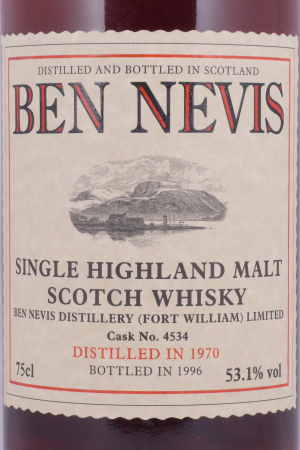 DISTILLED AND BOTTLED IN SCOTLAND
BEN NEVIS
SINGLE HIGHLAND MALT
SCOTCH WHISKY
BEN NEVIS DISTILLERY (FORT WILLIAM) LIMITED
Cask No. 4534
DISTILLED IN 1970
75cl BOTTLED IN 1996 53.1% vol